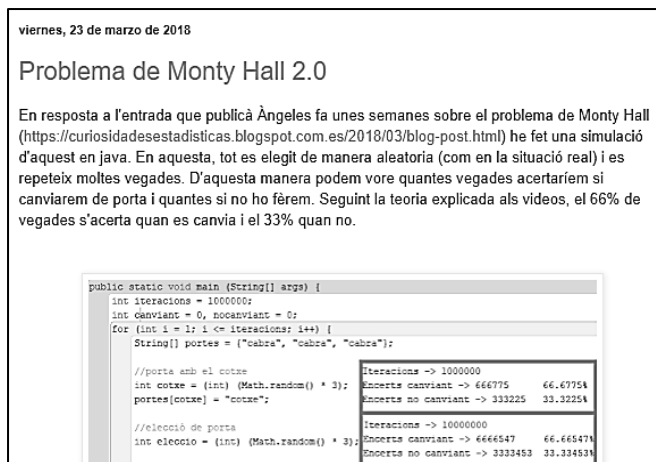 viernes, 23 de marzo de 2018
Problema de Monty Hall 2.0
En resposta a l'entrada que publicà Àngeles fa unes semanes sobre el problema de Monty Hall
(https://curiosidadesestadisticas.blogspot.com.es/2018/03/blog-post.html) he fet una simulació
d'aquest en java. En aquesta, tot es elegit de manera aleatoria (com en la situació real) i es
repeteix moltes vegades. D'aquesta manera podem vore quantes vegades acertaríem si
canviarem de porta i quantes si no ho fèrem. Seguint la teoria explicada als videos, el 66% de
vegades s'acerta quan es canvia i el 33% quan no.
public static void main (String[] args) {
int iteracions = 1000000;
int canviant = 0, nocanviant = 0;
for (int i = 1; i <= iteracions; i++) {
String[] portes = {"cabra", "cabra", "cabra"};
//porta amb el cotxe
int cotxe = (int) (Math.random() * 3);
portes[cotxe] = "cotxe";
//elecció de porta
int eleccio = (int) (Math.random() * 3);
Iteracions -> 1000000
Encerts canviant -> 666775 66.6775%
Encerts no canviant -> 333225 33.3225%
Iteracions -> 10000000
Encerts canviant -> 6666547 66.66547%
Encerts no canviant -> 3333453 33.33453%